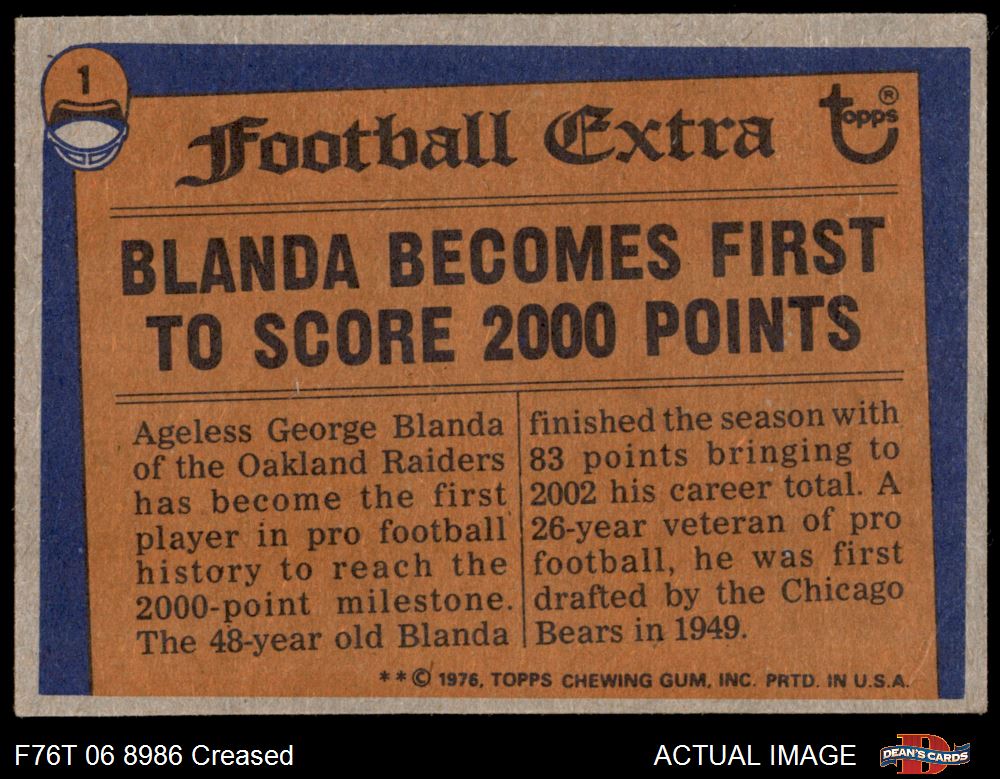 1
Football Extra
topps®
BLANDA BECOMES FIRST
TO SCORE 2000 POINTS
Ageless George Blanda
of the Oakland Raiders
has become the first
player in pro football
history to reach the
2000-point milestone.
The 48-year old Blanda
finished the season with
83 points bringing to
2002 his career total. A
26-year veteran of pro
football, he was first
drafted by the Chicago
Bears in 1949.
**© 1976, TOPPS CHEWING GUM, INC. PRTD. IN U.S.A.
F76T 06 8986 Creased
ACTUAL IMAGE
D
DEAN'S CARDS